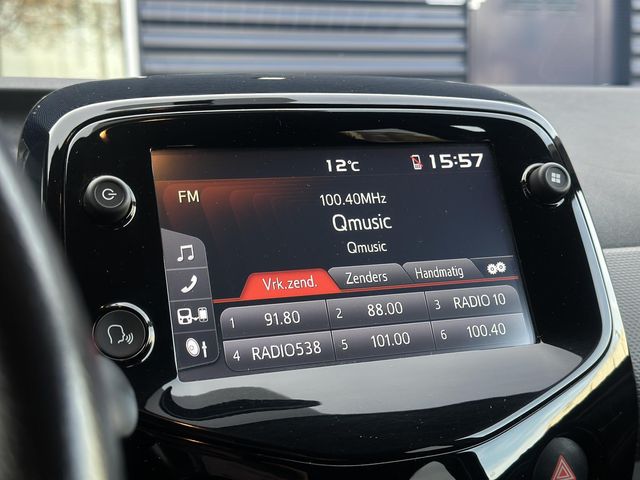 12°C
15:57
FM
100.40MHz
Qmusic
Qmusic
Vrk.zend. Zenders Handmatig
1 91.80 2 88.00 3 RADIO 10
4 RADIO538 5 101.00 6 100.40